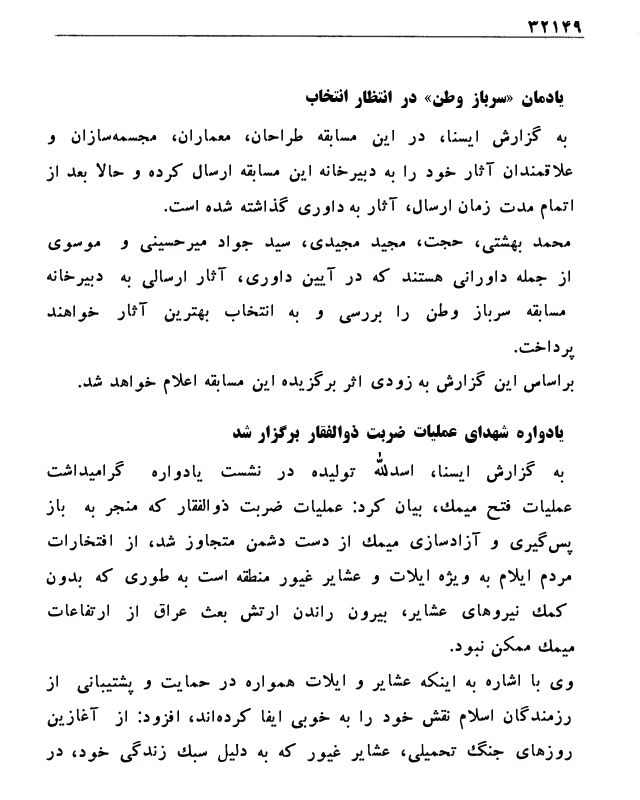 ۳۲۱۴۹
یادمان «سرباز وطن» در انتظار انتخاب
به گزارش ایسنا، در این مسابقه طراحان، معماران، مجسمه‌سازان و
علاقمندان آثار خود را به دبیرخانه این مسابقه ارسال کرده و حالا بعد از
اتمام مدت زمان ارسال، آثار به داوری گذاشته شده است.
محمد بهشتی، حجت، مجید مجیدی، سید جواد میرحسینی و موسوی
از جمله داورانی هستند که در آیین داوری، آثار ارسالی به دبیرخانه
مسابقه سرباز وطن را بررسی و به انتخاب بهترین آثار خواهند
پرداخت.
براساس این گزارش به زودی اثر برگزیده این مسابقه اعلام خواهد شد.
یادواره شهدای عملیات ضربت ذوالفقار برگزار شد
به گزارش ایسنا، اسدالله تولیده در نشست یادواره گرامیداشت
عملیات فتح میمك، بیان کرد: عملیات ضربت ذوالفقار که منجر به باز
پس‌گیری و آزادسازی میمك از دست دشمن متجاوز شد، از افتخارات
مردم ایلام به ویژه ایلات و عشایر غیور منطقه است به طوری که بدون
کمك نیروهای عشایر، بیرون راندن ارتش بعث عراق از ارتفاعات
میمك ممکن نبود.
وی با اشاره به اینکه عشایر و ایلات همواره در حمایت و پشتیبانی از
رزمندگان اسلام نقش خود را به خوبی ایفا کرده‌اند، افزود: از آغازین
روزهای جنگ تحمیلی، عشایر غیور که به دلیل سبك زندگی خود، در